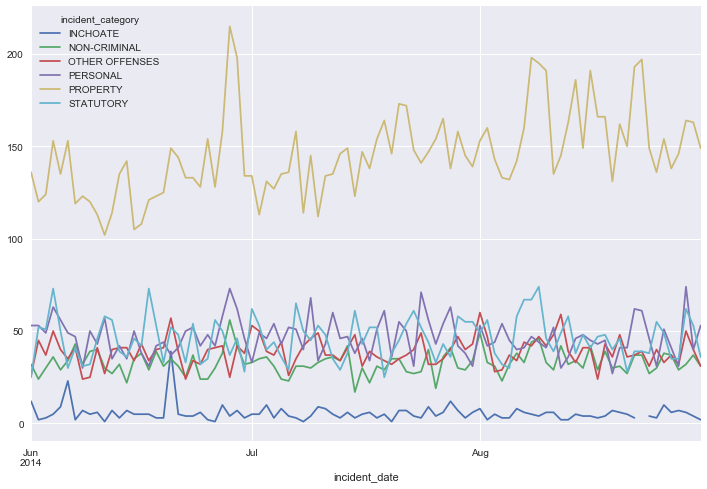 incident_category
INCHOATE
NON-CRIMINAL
OTHER OFFENSES
PERSONAL
PROPERTY
STATUTORY
200
150
100
50
0
Jun
2014
Jul
Aug
incident_date